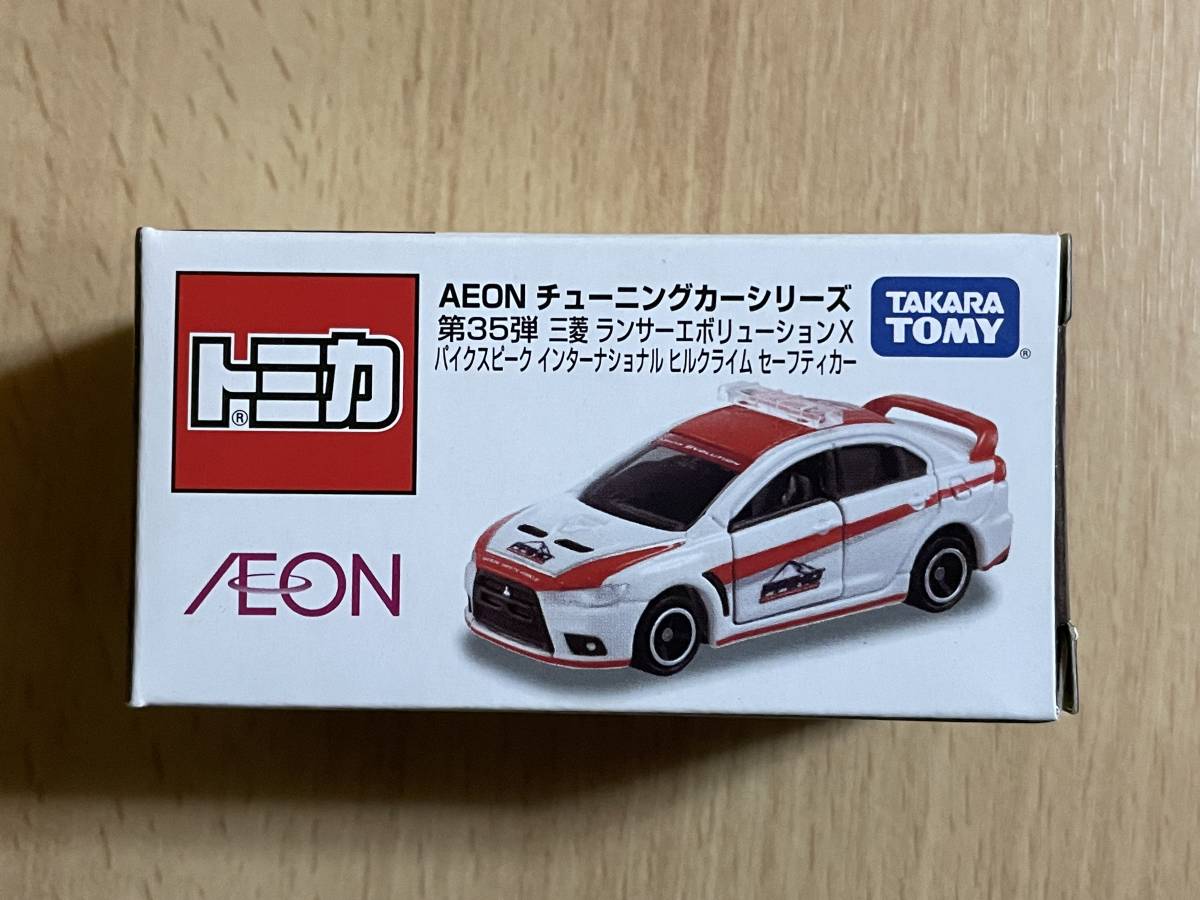 AEON チューニングカーシリーズ
第35弾 三菱 ランサーエボリューションX
パイクスピーク インターナショナル ヒルクライム セーフティカー
トミカ®
TAKARA
TOMY®
AEON
EVOLUTION